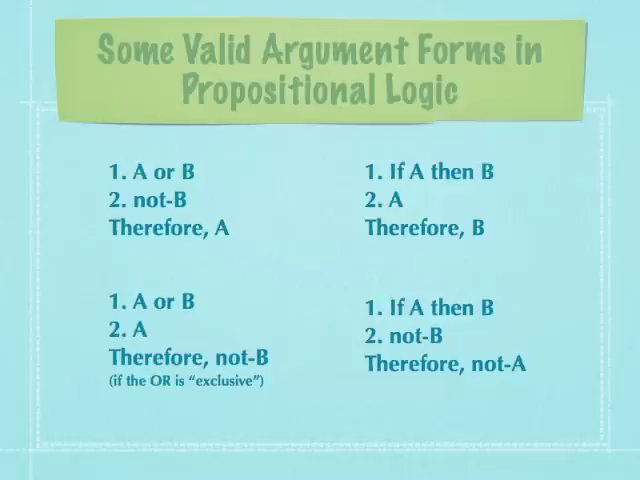 Some Valid Argument Forms in
Propositional Logic
1. A or B
2. not-B
Therefore, A
1. If A then B
2. A
Therefore, B
1. A or B
2. A
Therefore, not-B
(if the OR is “exclusive”)
1. If A then B
2. not-B
Therefore, not-A